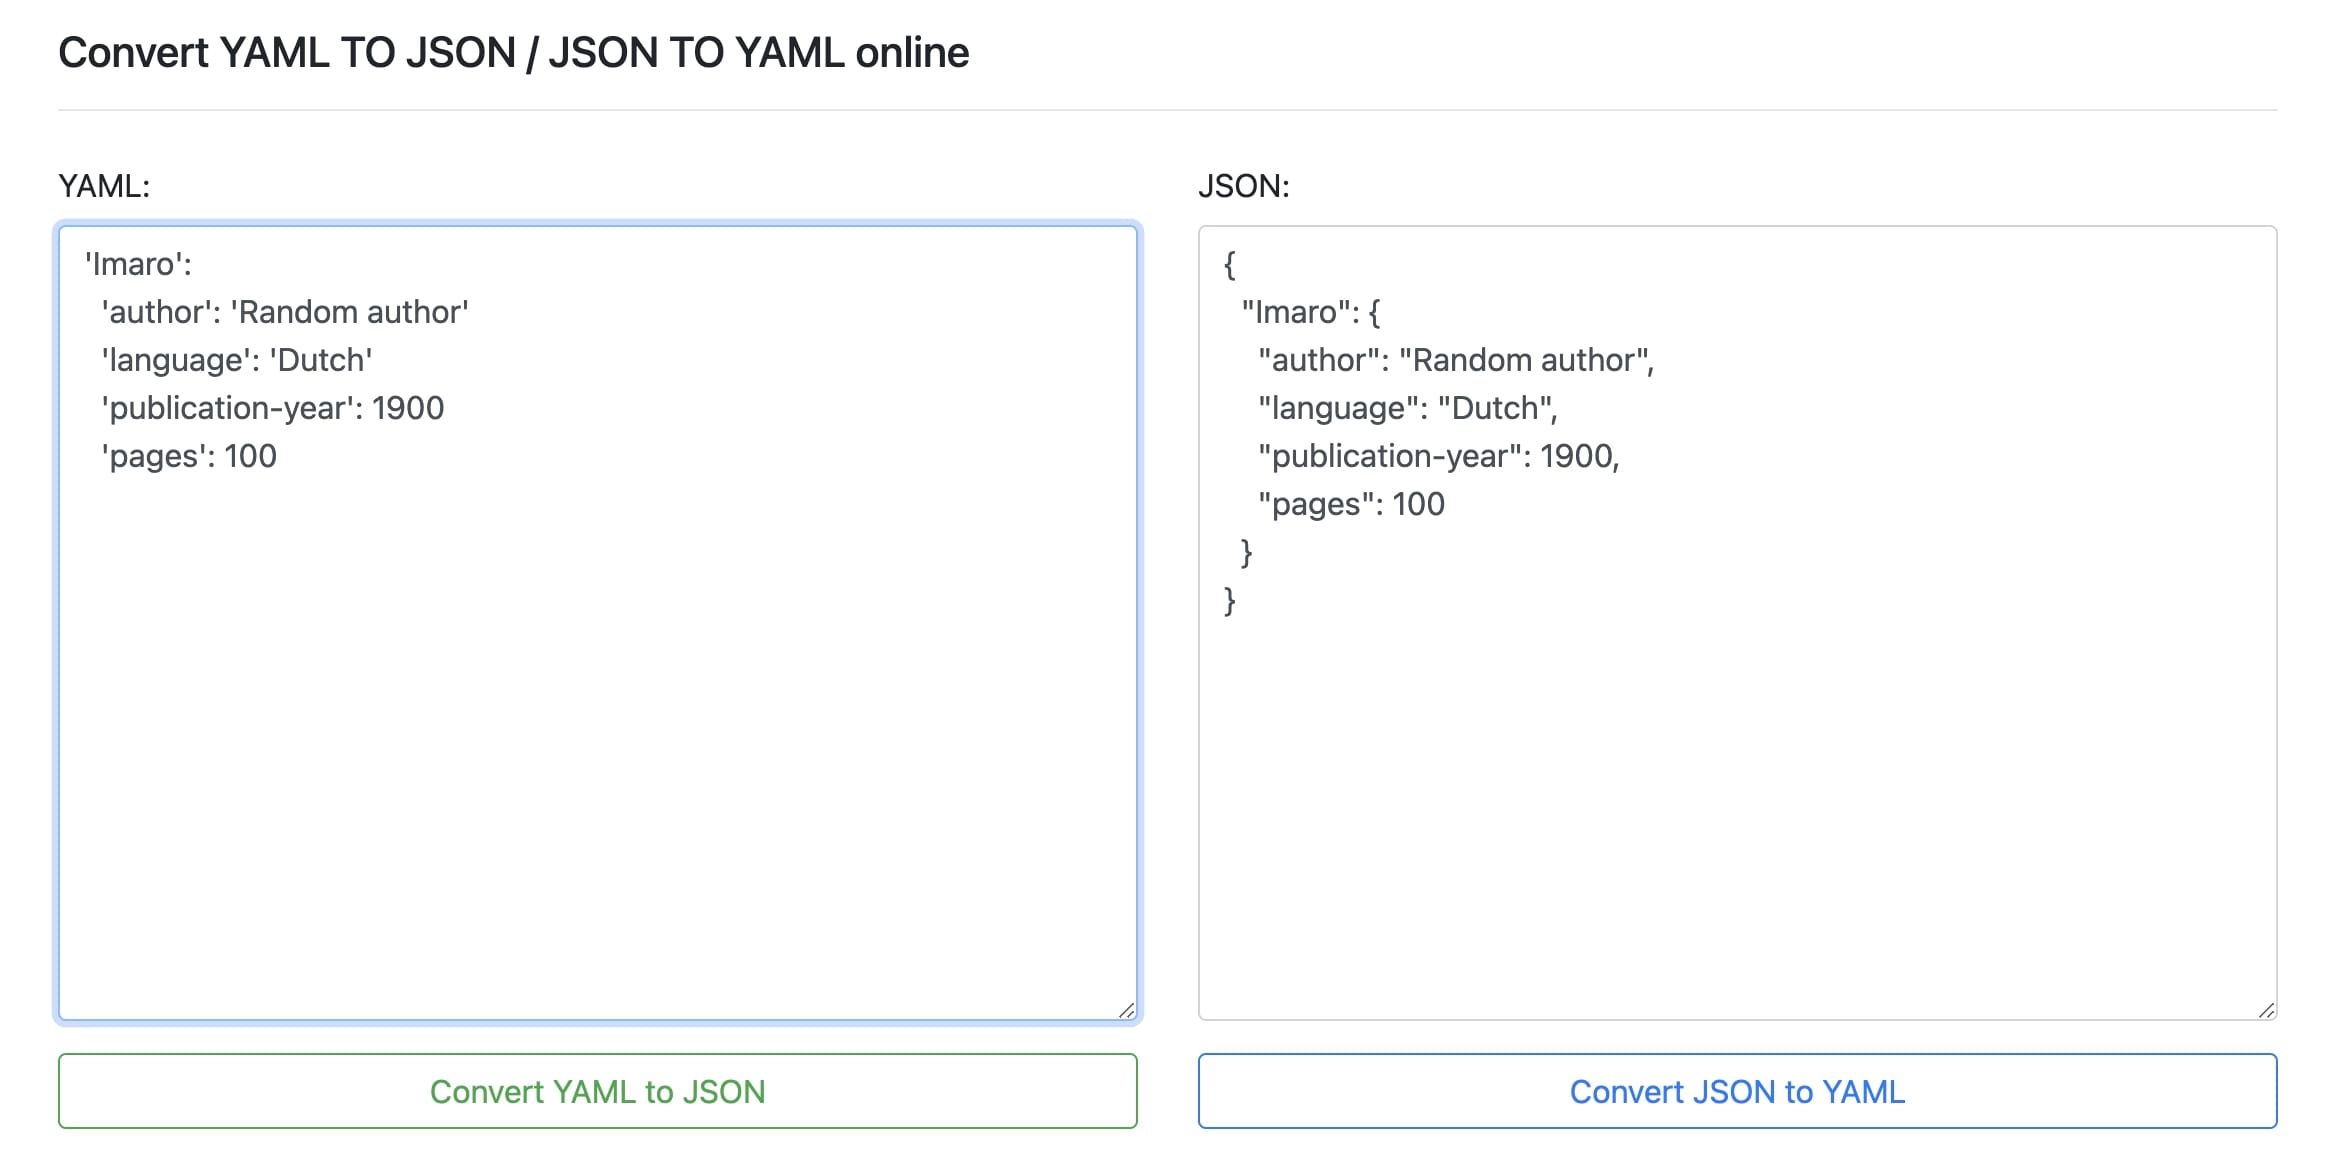 Convert YAML TO JSON / JSON TO YAML online
YAML:
'Imaro':
'author': 'Random author'
'language': 'Dutch'
'publication-year': 1900
'pages': 100
Convert YAML to JSON
JSON:
{
"Imaro": {
"author": "Random author",
"language": "Dutch",
"publication-year": 1900,
"pages": 100
}
}
Convert JSON to YAML